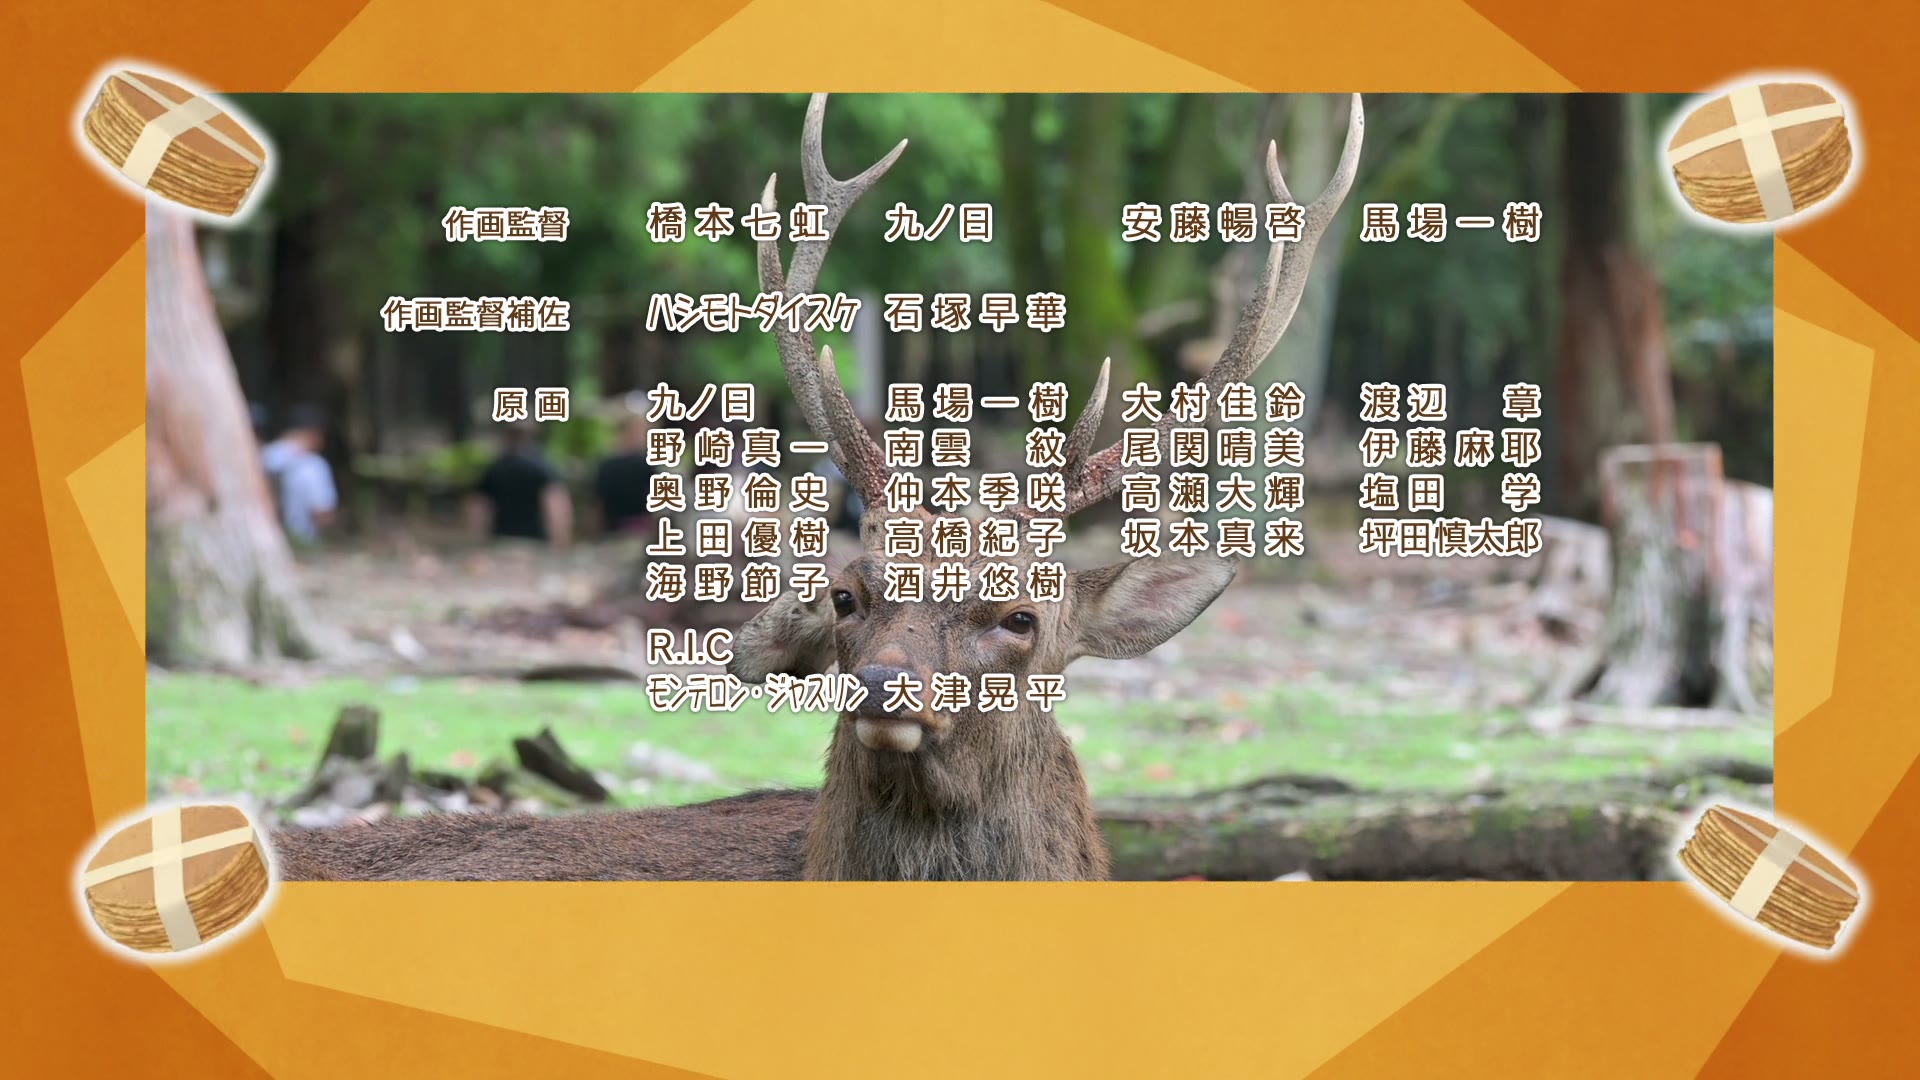 作画監督 橋本七虹 九ノ日 安藤暢啓 馬場一樹
作画監督補佐 ハシモトダイスケ 石塚早華
原画 九ノ日 馬場一樹 大村佳鈴 渡辺 章
野崎真一 南雲 紋 尾関晴美 伊藤麻耶
奥野倫史 仲本季咲 高瀬大輝 塩田 学
上田優樹 高橋紀子 坂本真来 坪田慎太郎
海野節子 酒井悠樹
R.I.C
モンテロン・ジャスリン 大津晃平